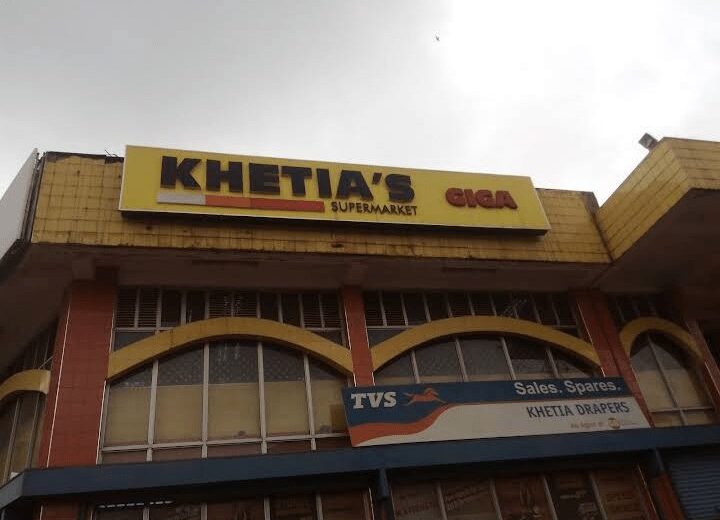 KHETIA'S
SUPERMARKET
GIGA
TVS
Sales. Spares.
KHETIA DRAPERS